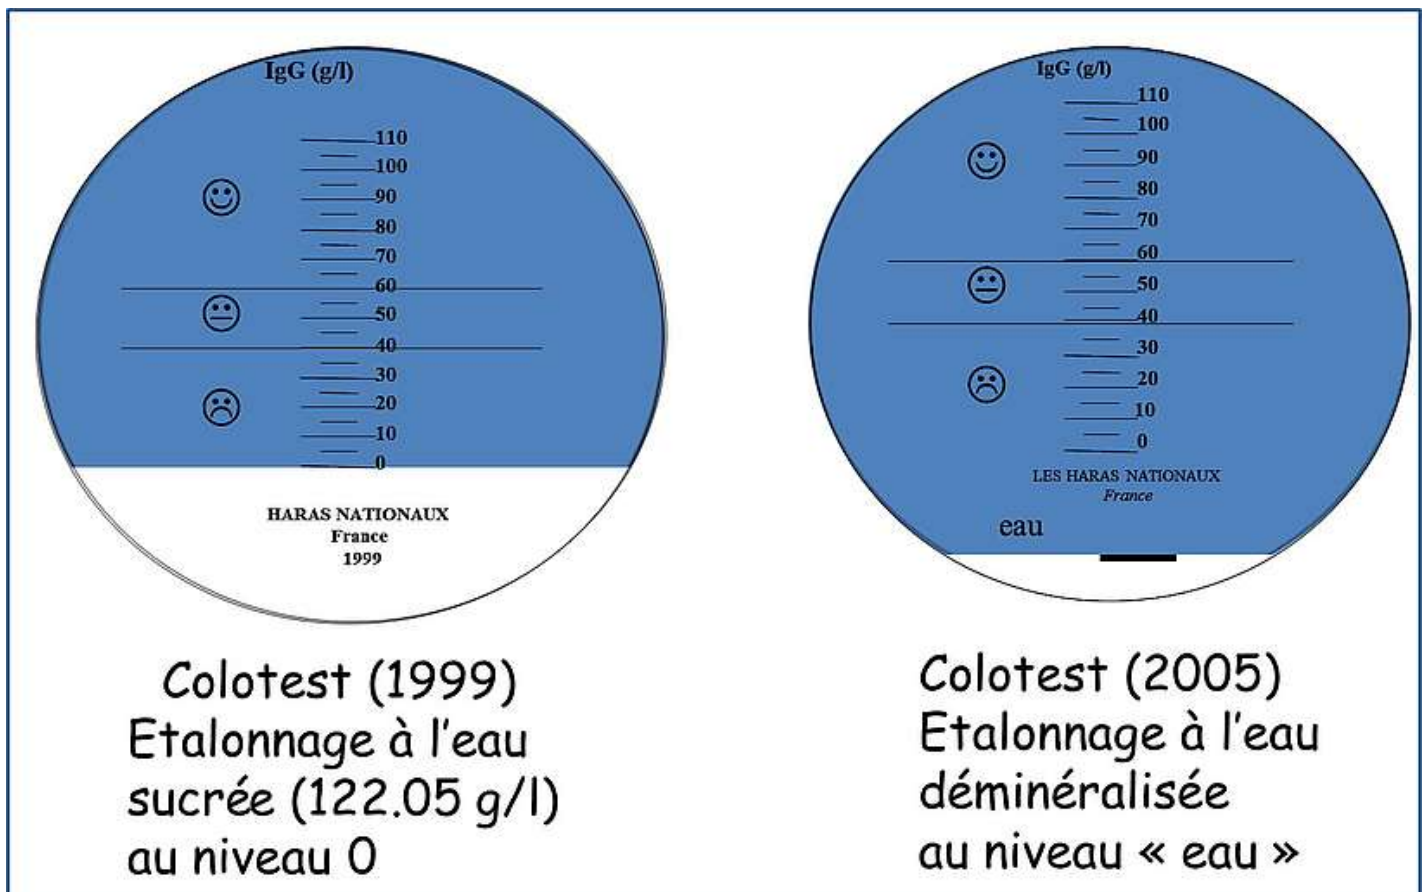 IgG (g/l)
110
100
90
80
70
60
50
40
30
20
10
0
HARAS NATIONAUX
France
1999
Colotest (1999)
Etalonnage à l'eau
sucrée (122.05 g/l)
au niveau 0
IgG (g/l)
110
100
90
80
70
60
50
40
30
20
10
0
LES HARAS NATIONAUX
France
eau
Colotest (2005)
Etalonnage à l'eau
déminéralisée
au niveau « eau »